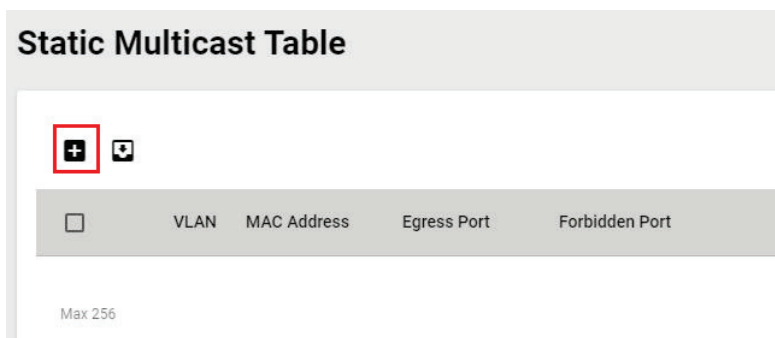 Static Multicast Table
VLAN MAC Address Egress Port Forbidden Port
Max 256